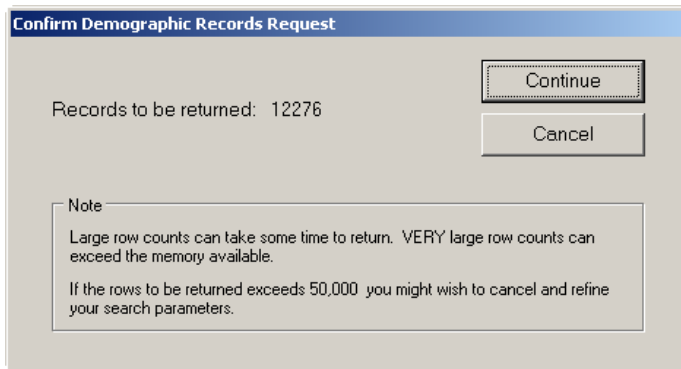 Confirm Demographic Records Request
Continue
Records to be returned: 12276
Cancel
Note
Large row counts can take some time to return. VERY large row counts can
exceed the memory available.
If the rows to be returned exceeds 50,000 you might wish to cancel and refine
your search parameters.